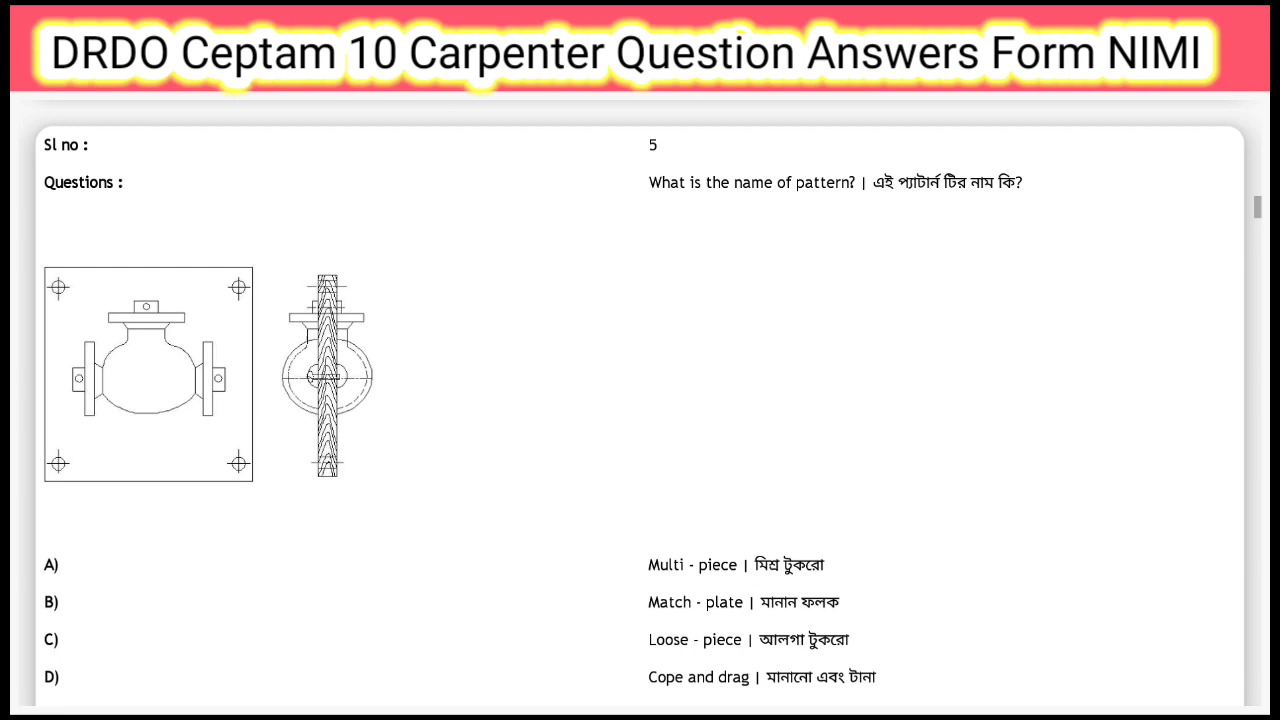 DRDO Ceptam 10 Carpenter Question Answers Form NIMI
Sl no : 5
Questions : What is the name of pattern? | এই প্যাটার্ন টির নাম কি?
A) Multi - piece | মিশ্র টুকরো
B) Match - plate | মানান ফলক
C) Loose - piece | আলগা টুকরো
D) Cope and drag | মানানো এবং টানা